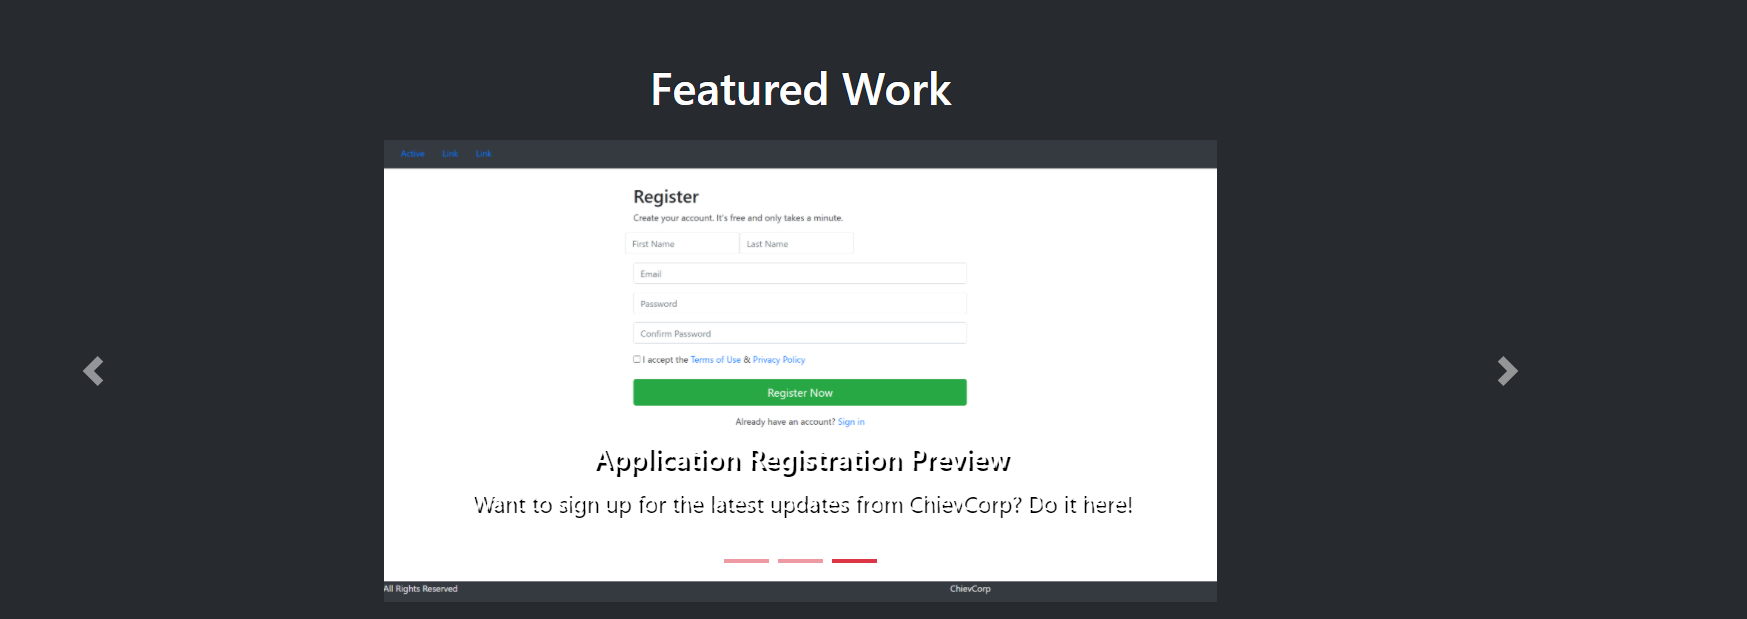 Featured Work
Active Link Link
Register
Create your account. It's free and only takes a minute.
First Name Last Name
Email
Password
Confirm Password
I accept the Terms of Use & Privacy Policy
Register Now
Already have an account? Sign in
Application Registration Preview
Want to sign up for the latest updates from ChievCorp? Do it here!
All Rights Reserved ChievCorp